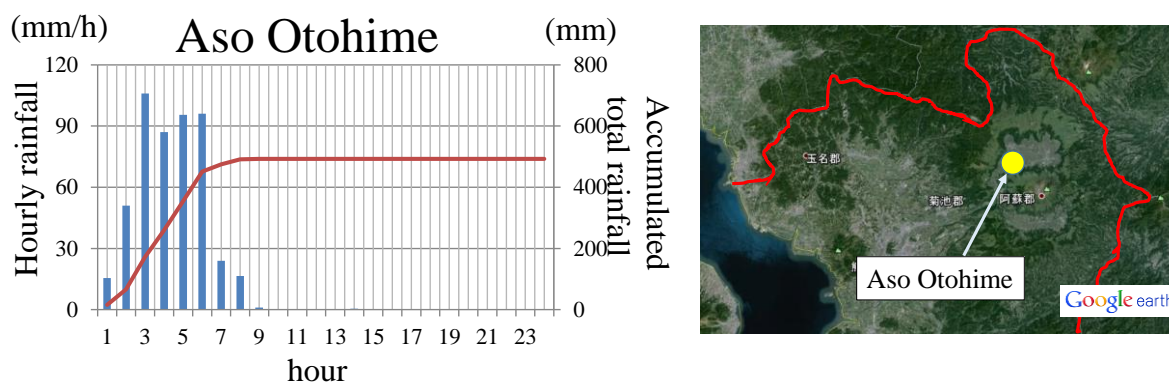 (mm/h)
Aso Otohime
(mm)
Hourly rainfall
120
90
60
30
0
800
600
400
200
0
Accumulated
total rainfall
1 3 5 7 9 11 13 15 17 19 21 23
hour
玉名郡
菊池郡
阿蘇郡
Aso Otohime
Google earth